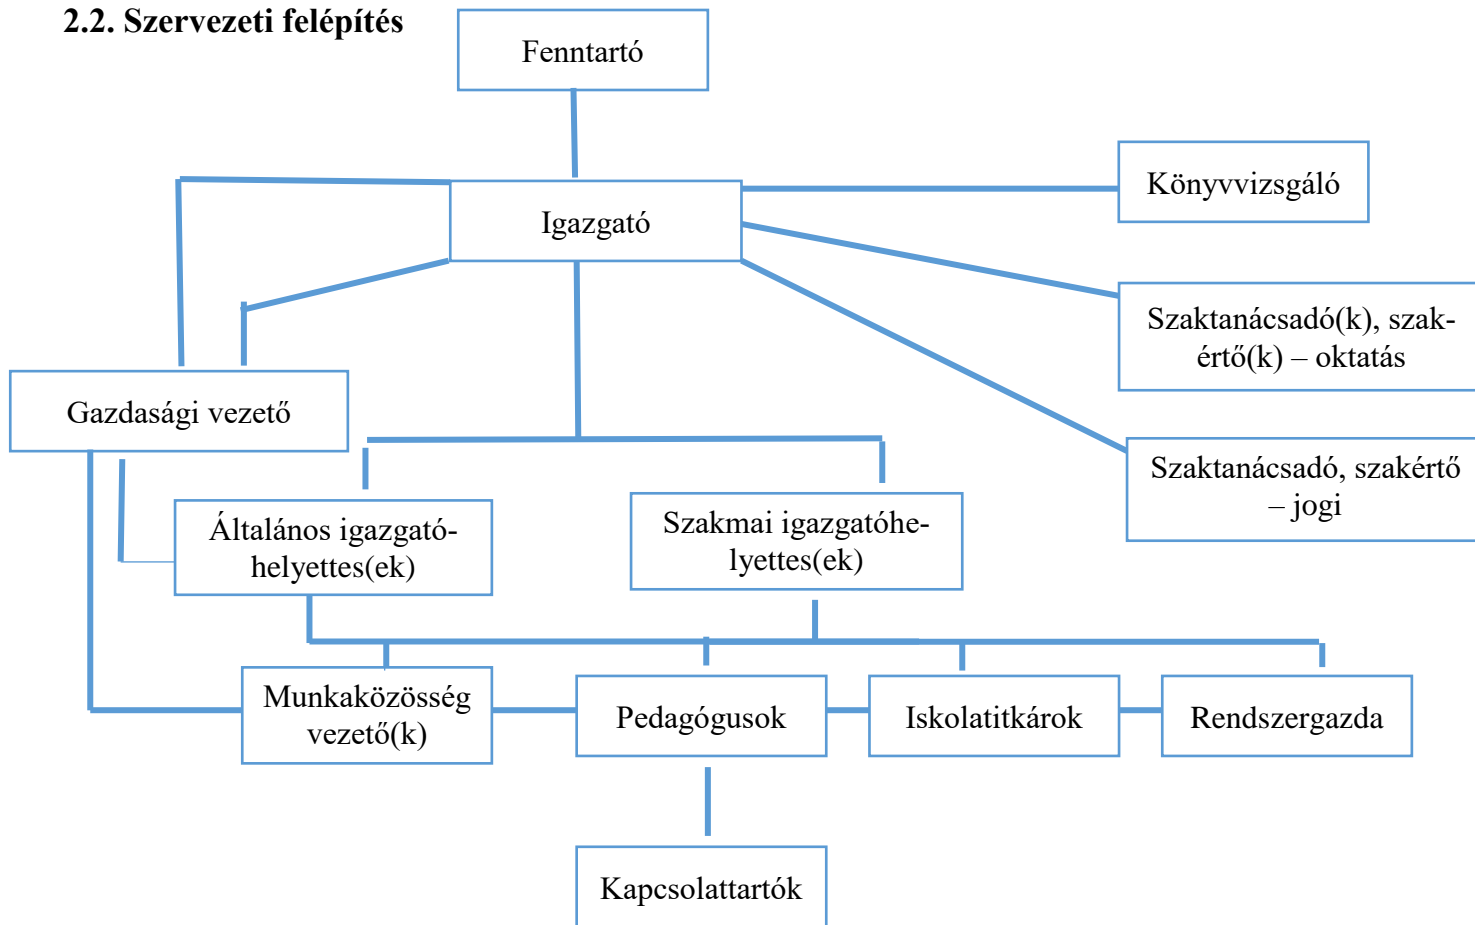 2.2. Szervezeti felépítés
Fenntartó
Könyvvizsgáló
Igazgató
Szaktanácsadó(k), szak-
értő(k) – oktatás
Gazdasági vezető
Szaktanácsadó, szakértő
– jogi
Általános igazgató-
helyettes(ek)
Szakmai igazgatóhe-
lyettes(ek)
Munkaközösség
vezető(k)
Pedagógusok
Iskolatitkárok
Rendszergazda
Kapcsolattartók